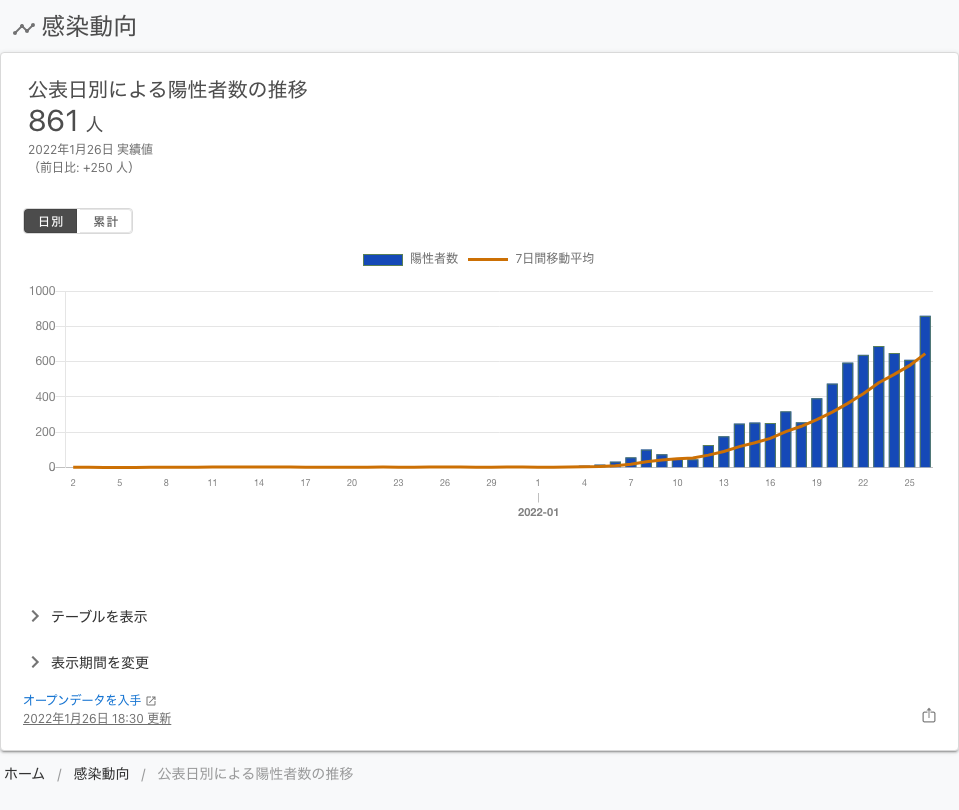 感染動向
公表日別による陽性者数の推移
861 人
2022年1月26日 実績値
（前日比: +250 人）
日別 累計
陽性者数 7日間移動平均
1000
800
600
400
200
0
2 5 8 11 14 17 20 23 26 29 1 4 7 10 13 16 19 22 25
2022-01
テーブルを表示
表示期間を変更
オープンデータを入手
2022年1月26日 18:30 更新
ホーム / 感染動向 / 公表日別による陽性者数の推移